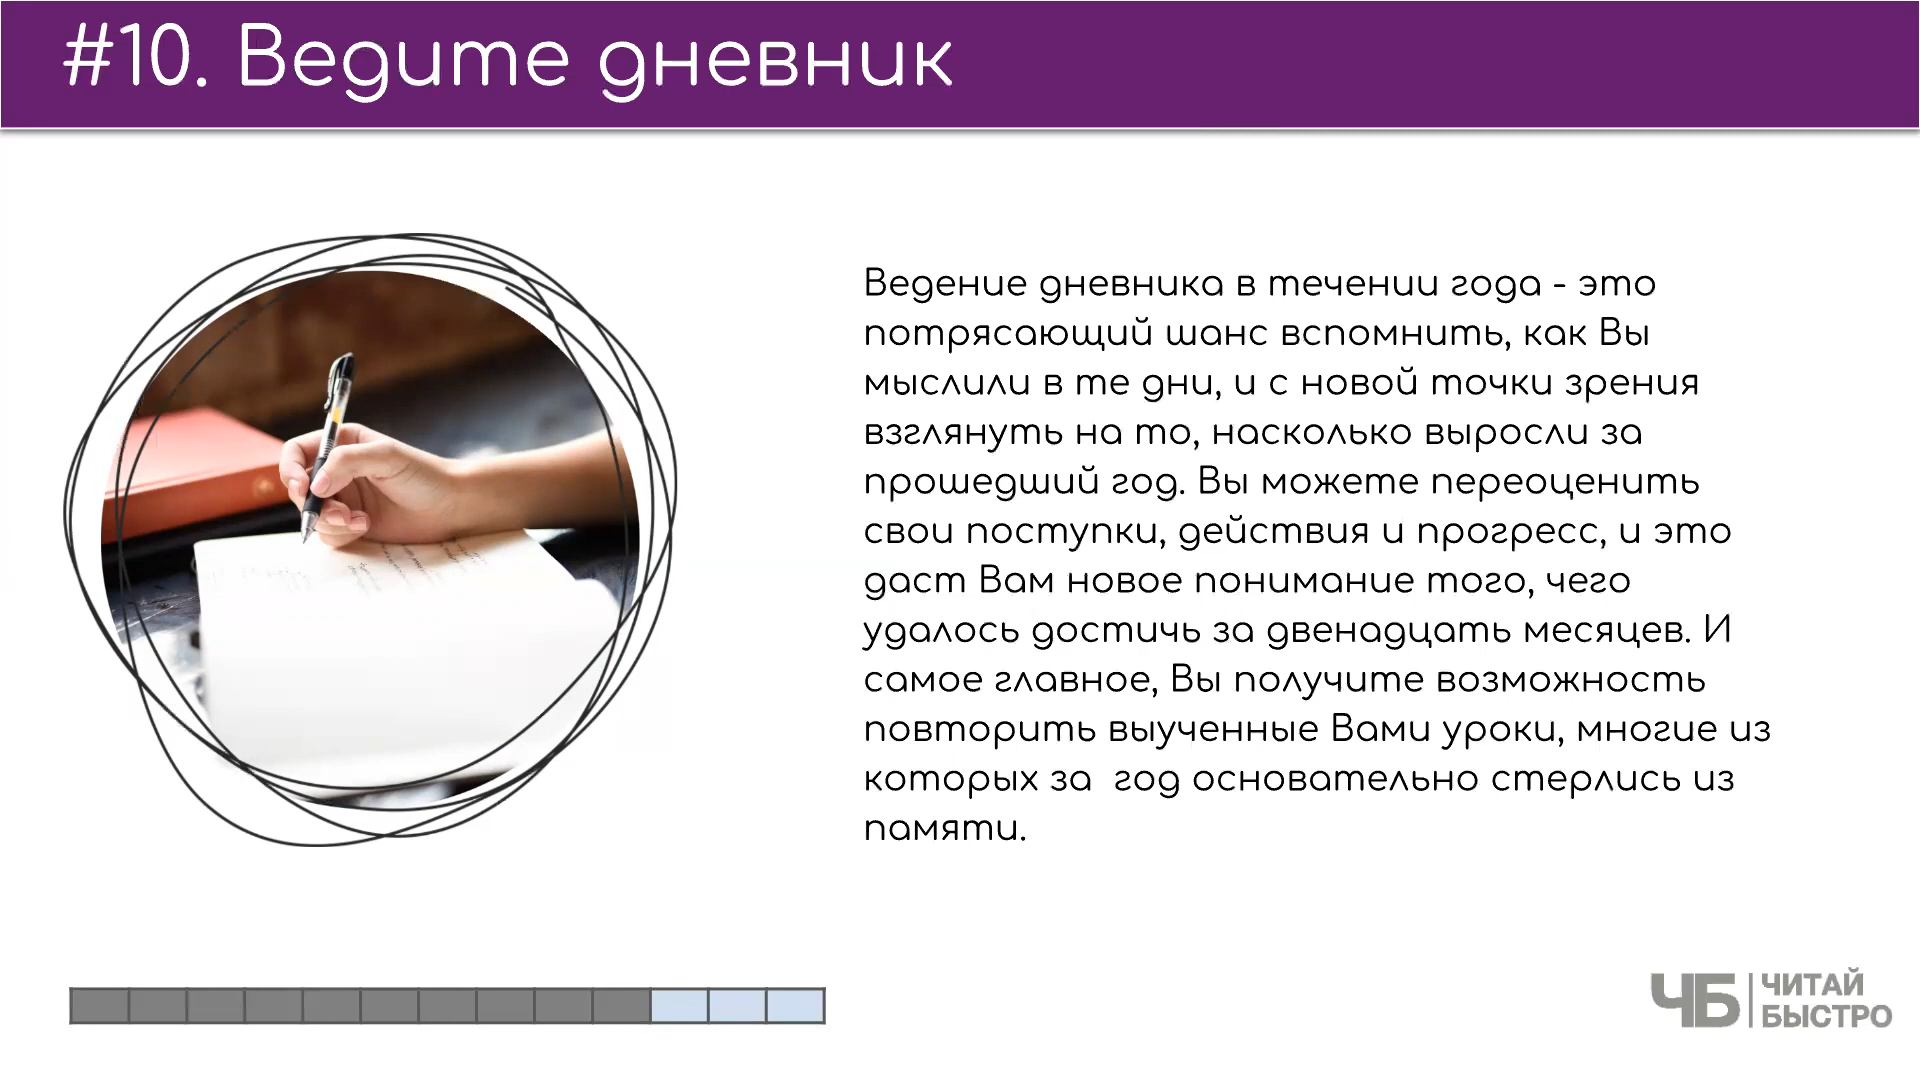 #10. Ведите дневник
Ведение дневника в течении года - это
потрясающий шанс вспомнить, как Вы
мыслили в те дни, и с новой точки зрения
взглянуть на то, насколько выросли за
прошедший год. Вы можете переоценить
свои поступки, действия и прогресс, и это
даст Вам новое понимание того, чего
удалось достичь за двенадцать месяцев. И
самое главное, Вы получите возможность
повторить выученные Вами уроки, многие из
которых за  год основательно стерлись из
памяти.
ЧБ
ЧИТАЙ
БЫСТРО